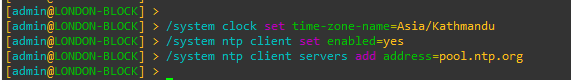 [admin@LONDON-BLOCK] >
[admin@LONDON-BLOCK] > /system clock set time-zone-name=Asia/Kathmandu
[admin@LONDON-BLOCK] > /system ntp client set enabled=yes
[admin@LONDON-BLOCK] > /system ntp client servers add address=pool.ntp.org
[admin@LONDON-BLOCK] >